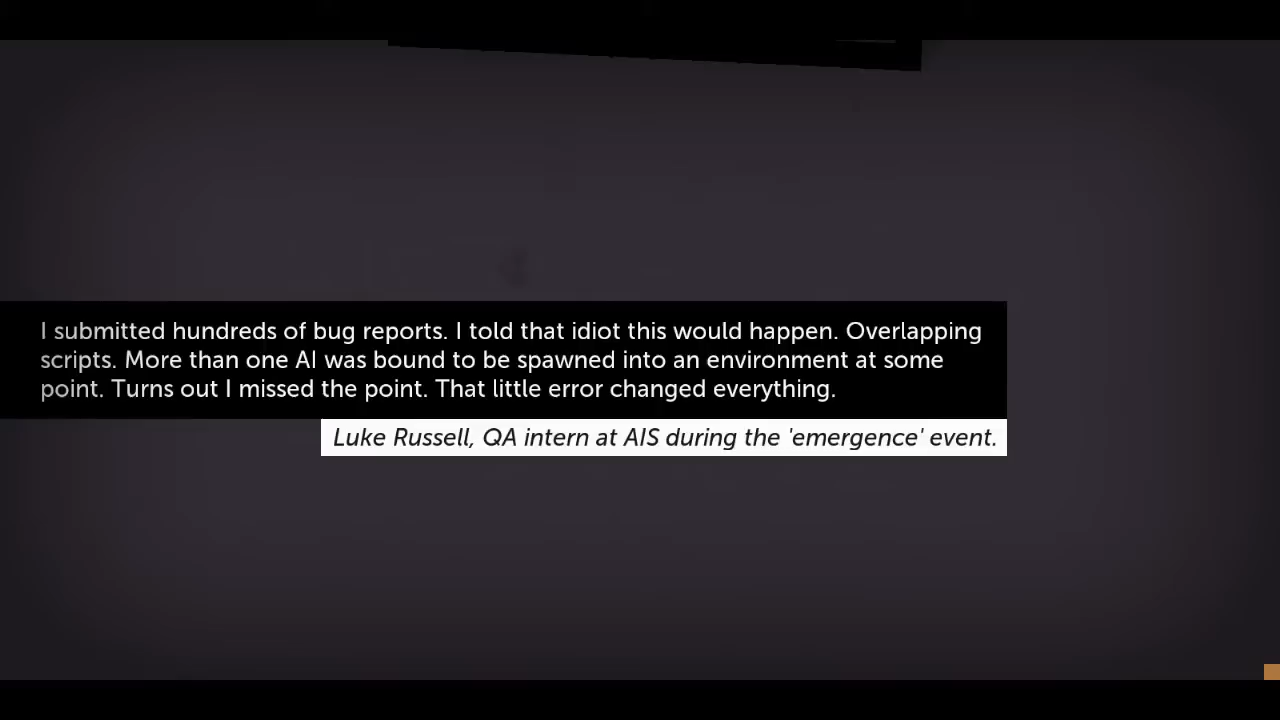 I submitted hundreds of bug reports. I told that idiot this would happen. Overlapping
scripts. More than one AI was bound to be spawned into an environment at some
point. Turns out I missed the point. That little error changed everything.
Luke Russell, QA intern at AIS during the 'emergence' event.